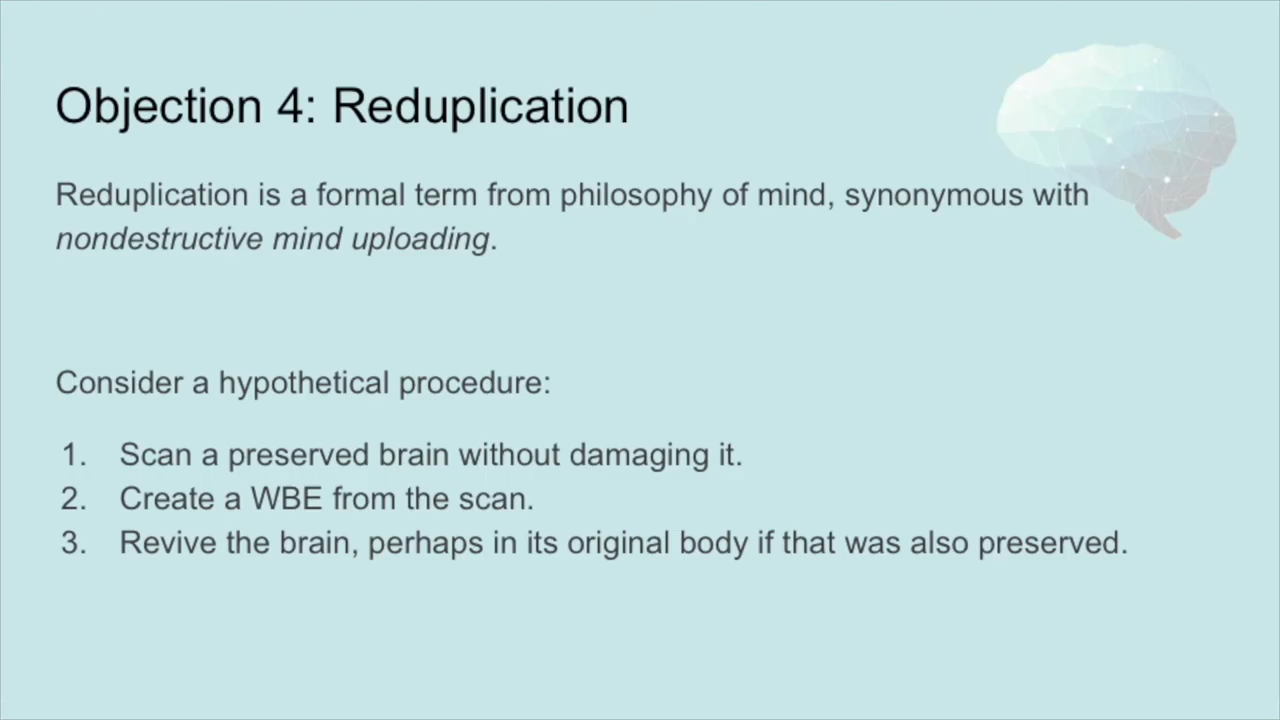 Objection 4: Reduplication
Reduplication is a formal term from philosophy of mind, synonymous with
nondestructive mind uploading.
Consider a hypothetical procedure:
1. Scan a preserved brain without damaging it.
2. Create a WBE from the scan.
3. Revive the brain, perhaps in its original body if that was also preserved.